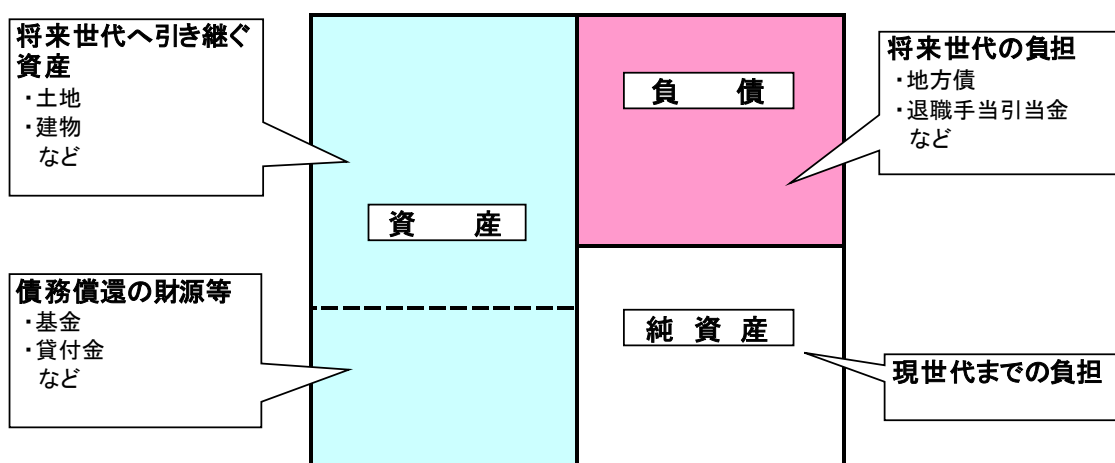 将来世代へ引き継ぐ
資産
・土地
・建物
など
資　産
債務償還の財源等
・基金
・貸付金
など
負　債
純 資 産
将来世代の負担
・地方債
・退職手当引当金
など
現世代までの負担